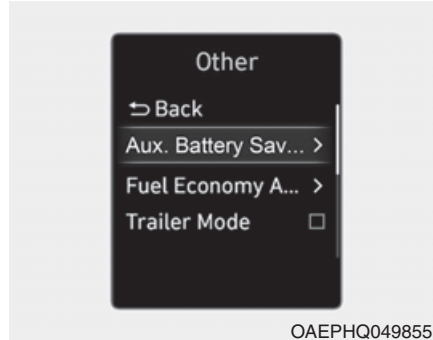 Other
⮌ Back
Aux. Battery Sav... >
Fuel Economy A... >
Trailer Mode ☐
OAEPHQ049855